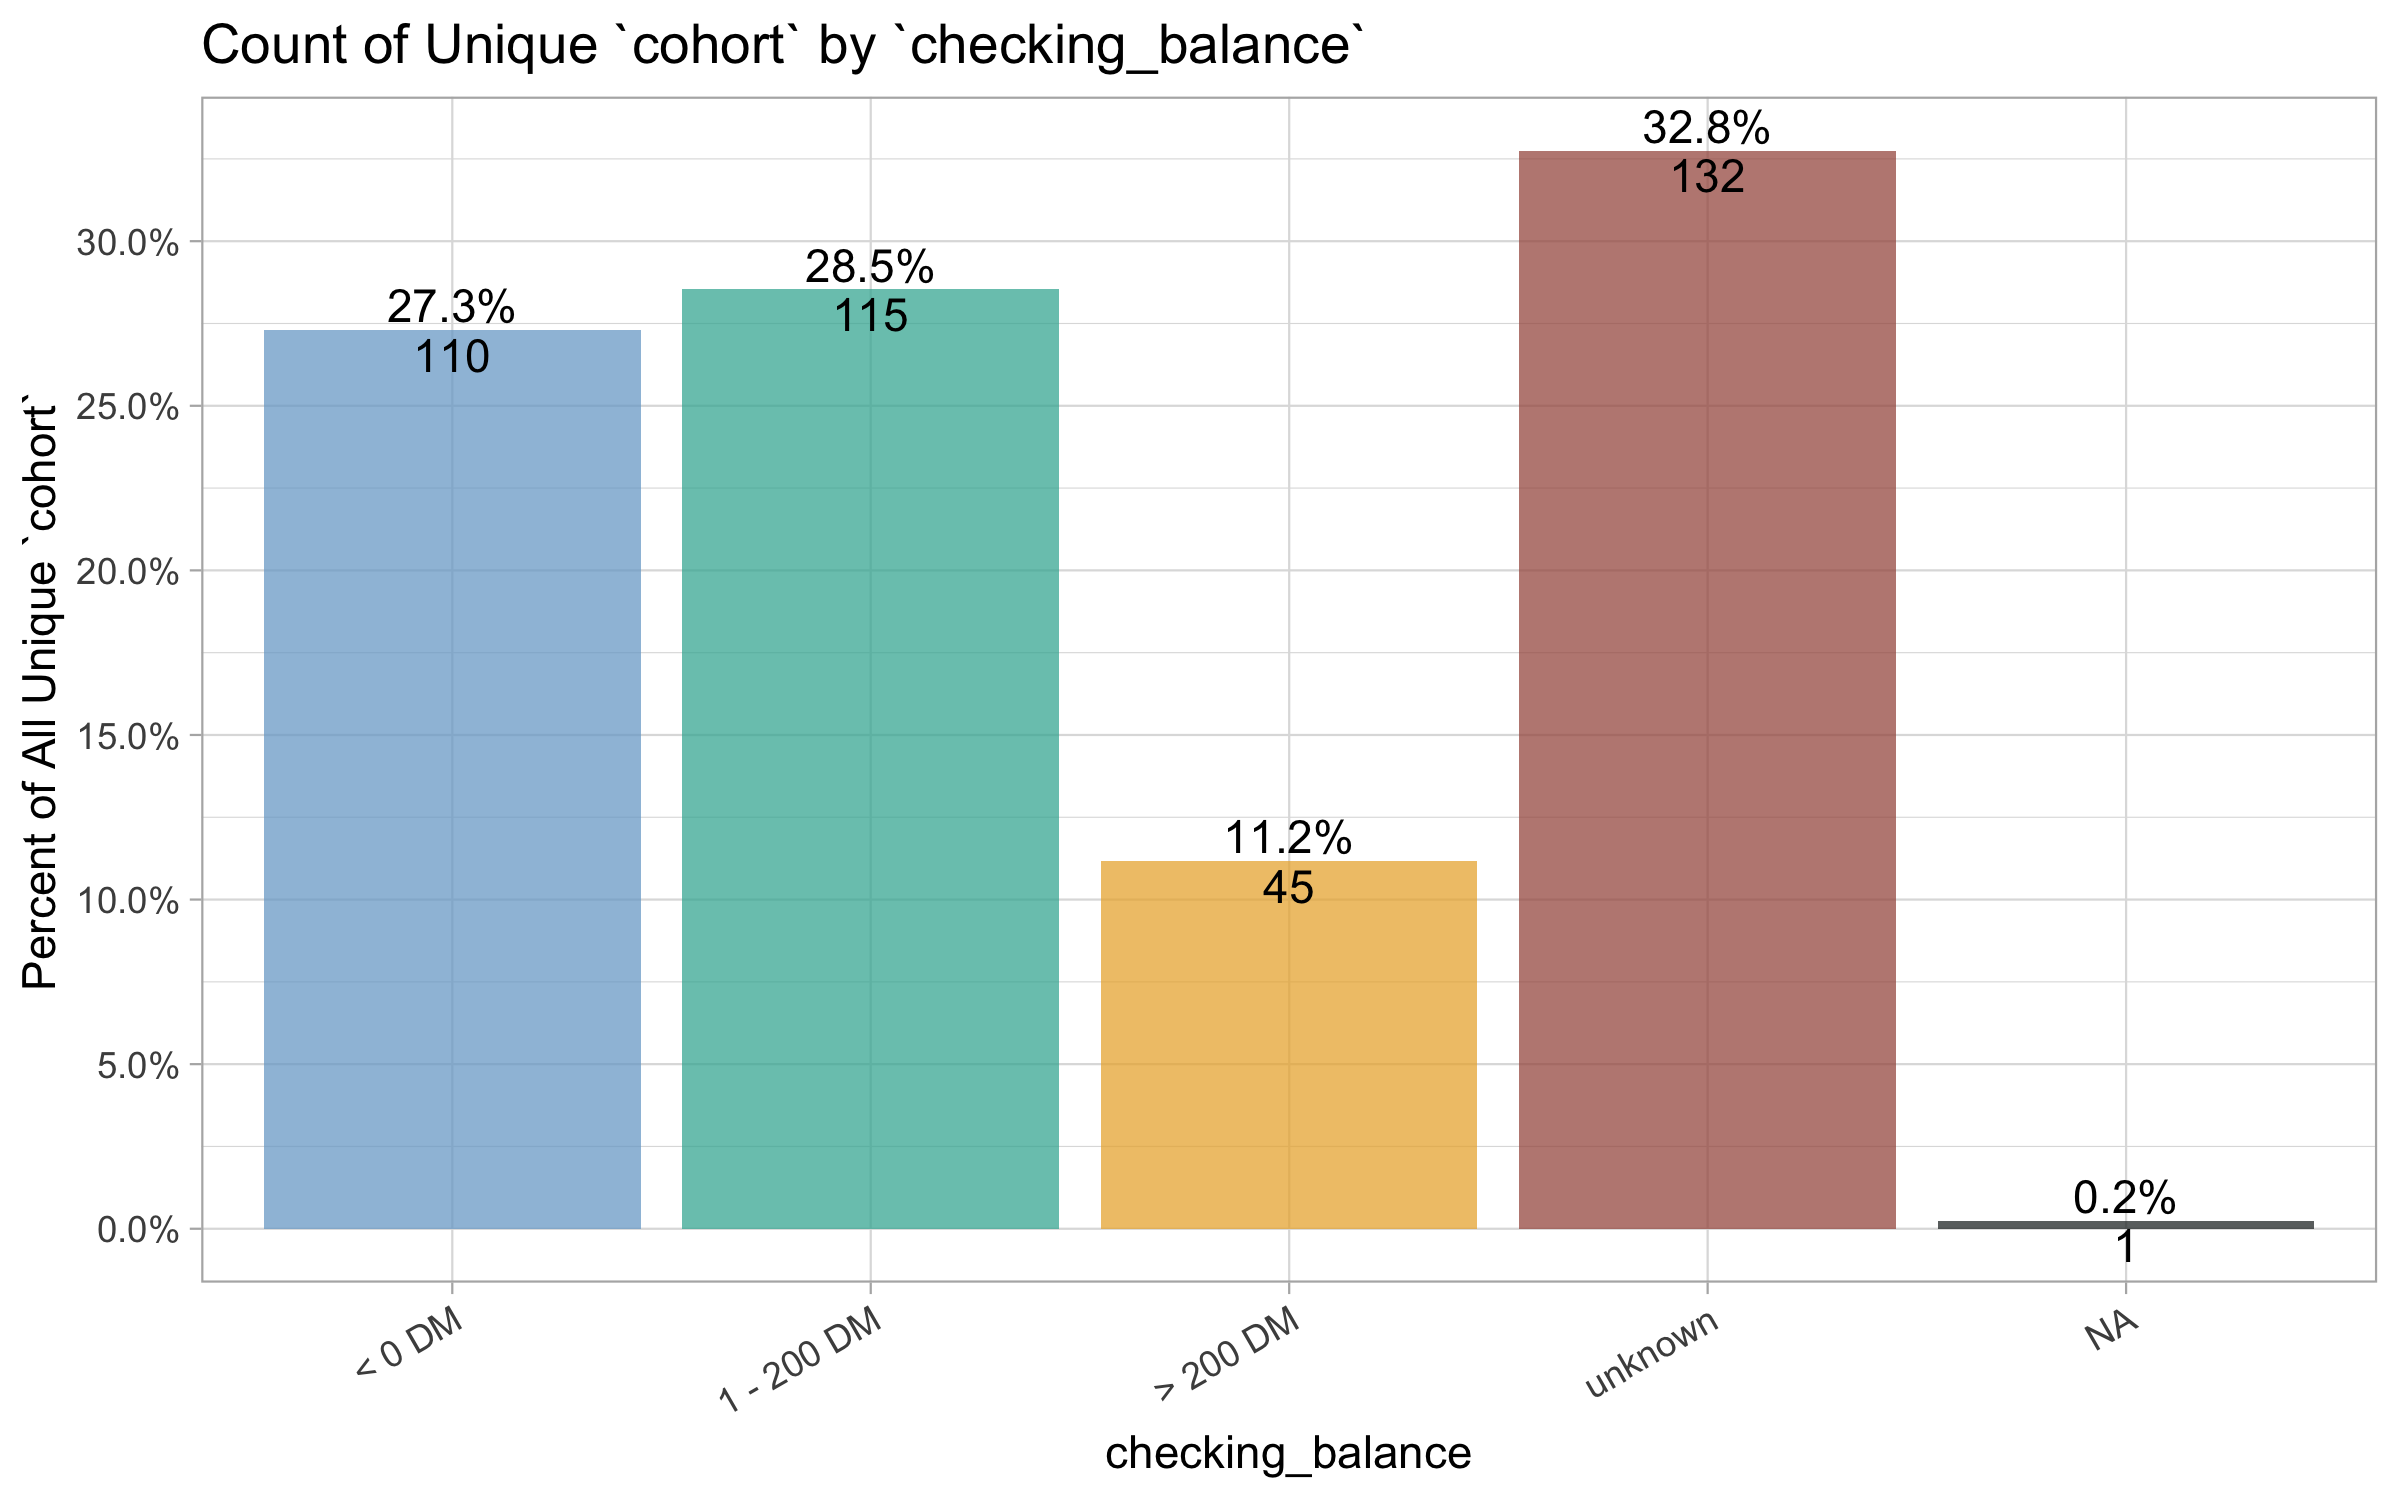 Count of Unique `cohort` by `checking_balance`
Percent of All Unique `cohort`
30.0%
25.0%
20.0%
15.0%
10.0%
5.0%
0.0%
27.3%
110
28.5%
115
11.2%
45
32.8%
132
0.2%
1
< 0 DM
1 - 200 DM
> 200 DM
unknown
NA
checking_balance